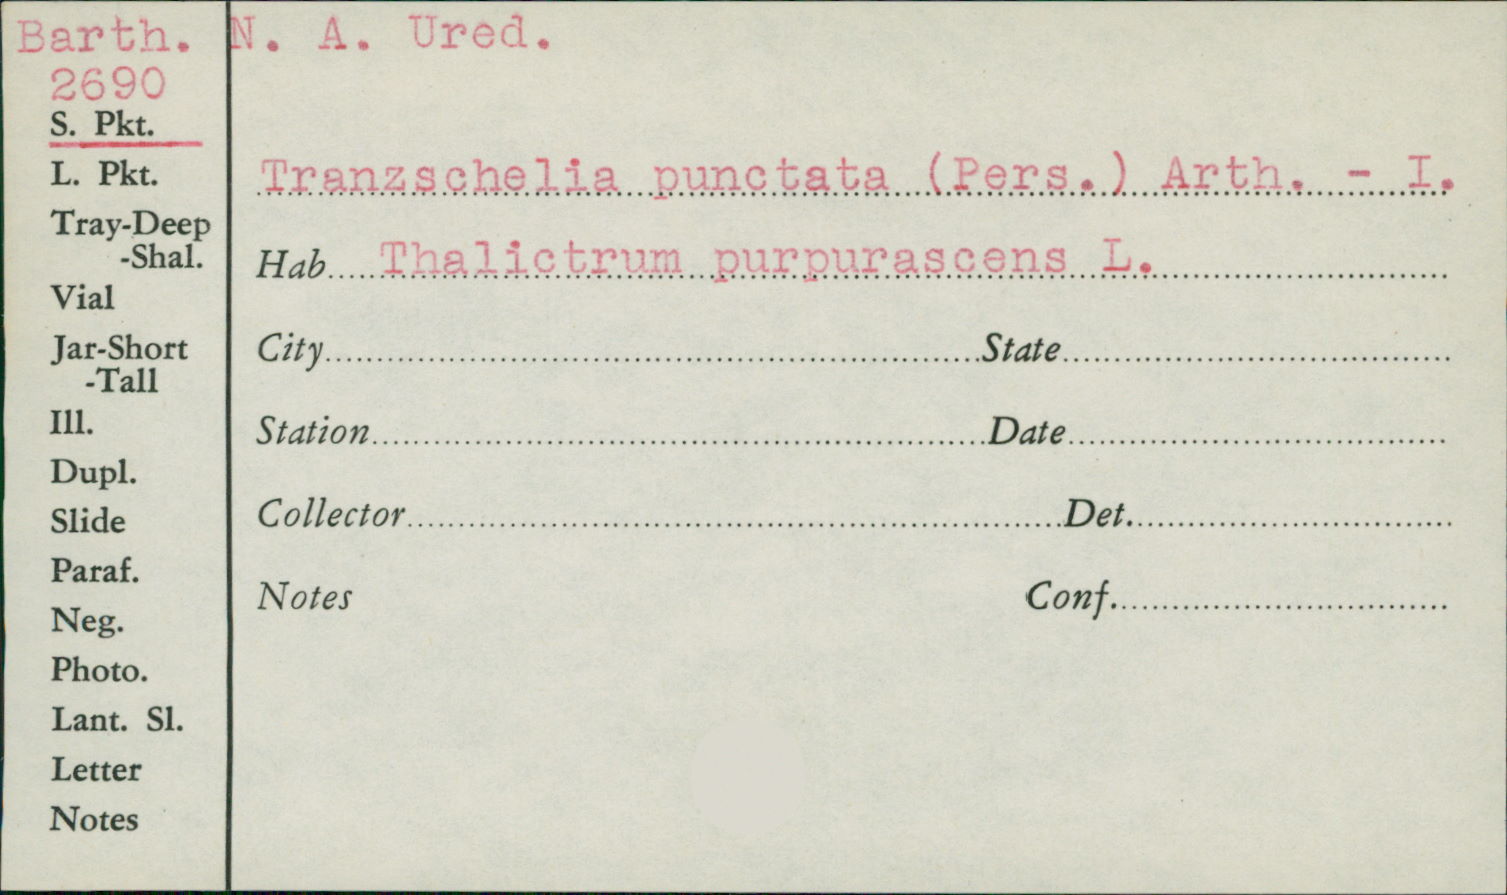 Barth. N. A. Ured.
2690
S. Pkt.
L. Pkt.
Tray-Deep
-Shal.
Vial
Jar-Short
-Tall
Ill.
Dupl.
Slide
Paraf.
Neg.
Photo.
Lant. Sl.
Letter
Notes
Tranzschelia punctata (Pers.) Arth. - I.
Hab Thalictrum purpurascens L.
City State
Station Date
Collector Det.
Notes Conf.